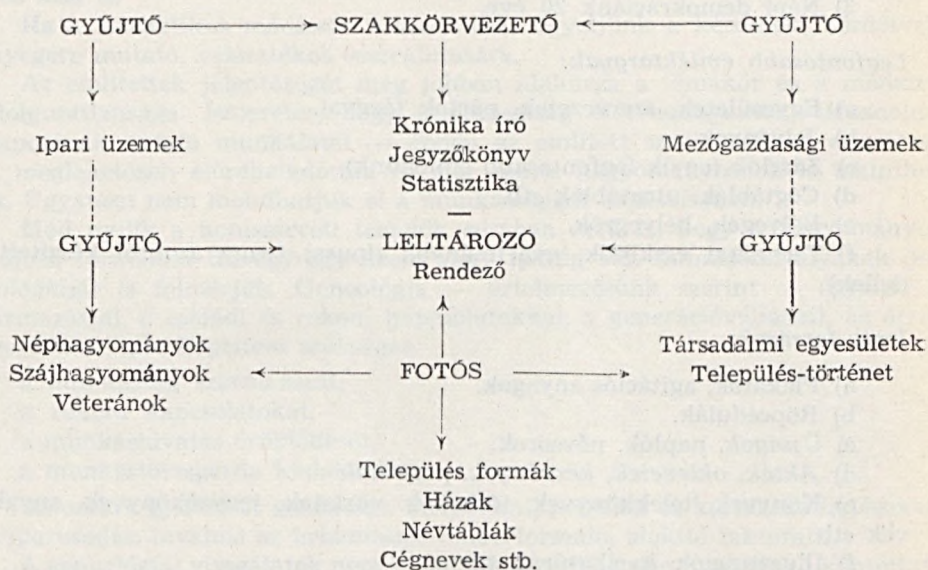 GYŰJTŐ SZAKKÖRVEZETŐ GYŰJTŐ
Ipari üzemek
Krónika író
Jegyzőkönyv
Statisztika
Mezőgazdasági üzemek
GYŰJTŐ LELTÁROZÓ GYŰJTŐ
Rendező
Néphagyományok
Szájhagyományok
Veteránok
FOTÓS
Társadalmi egyesületek
Település-történet
Település formák
Házak
Névtáblák
Cégnevek stb.